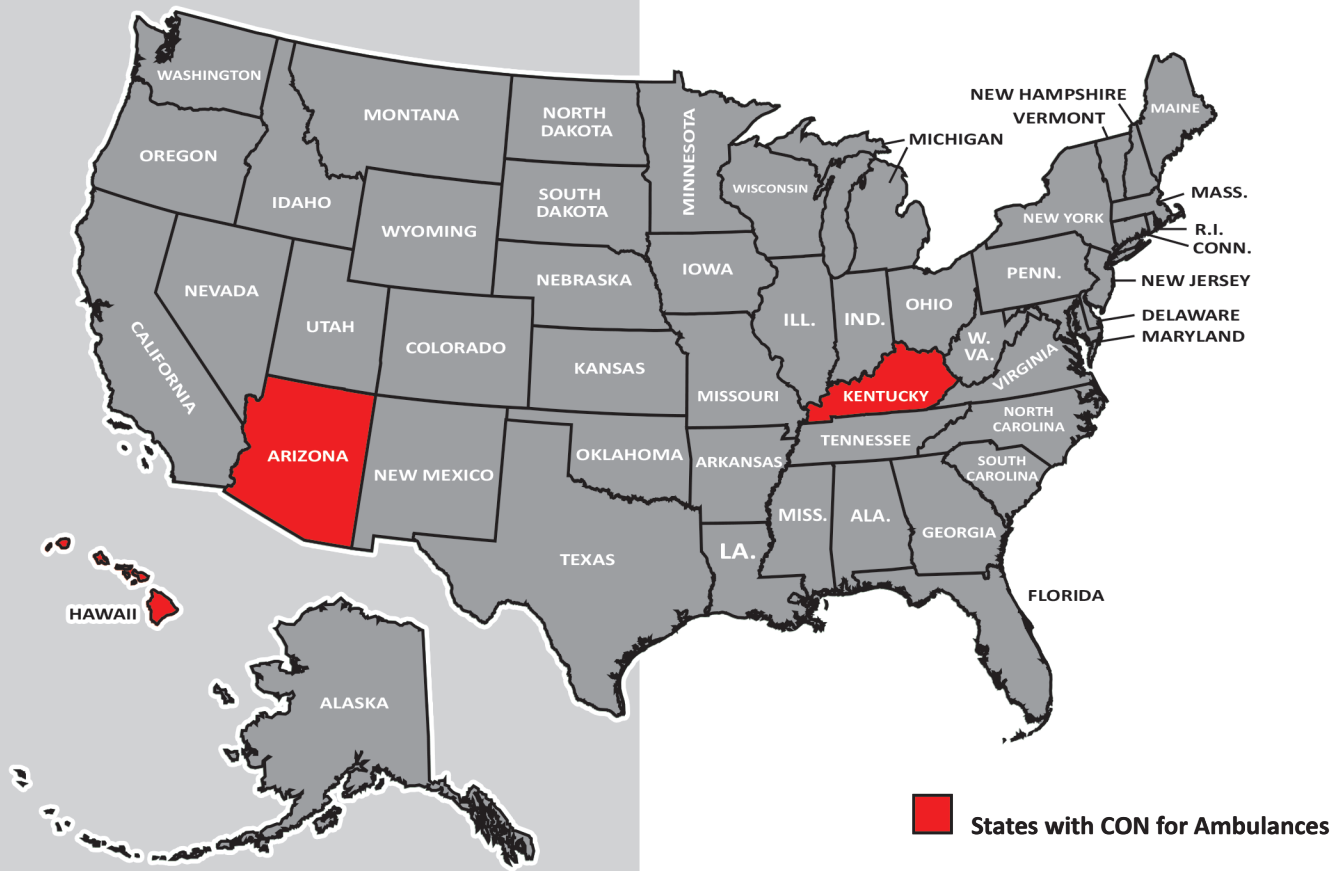 WASHINGTON
MONTANA
NORTH
DAKOTA
MINNESOTA
NEW HAMPSHIRE
VERMONT
MAINE
MICHIGAN
OREGON
IDAHO
SOUTH
DAKOTA
WISCONSIN
MASS.
NEW YORK
R.I.
CONN.
WYOMING
IOWA
PENN.
NEW JERSEY
NEBRASKA
NEVADA
OHIO
DELAWARE
MARYLAND
UTAH
COLORADO
ILL.
IND.
W.
VA.
VIRGINIA
CALIFORNIA
KANSAS
MISSOURI
KENTUCKY
NORTH
CAROLINA
TENNESSEE
ARIZONA
NEW MEXICO
OKLAHOMA
ARKANSAS
SOUTH
CAROLINA
MISS.
ALA.
GEORGIA
LA.
TEXAS
FLORIDA
HAWAII
ALASKA
States with CON for Ambulances